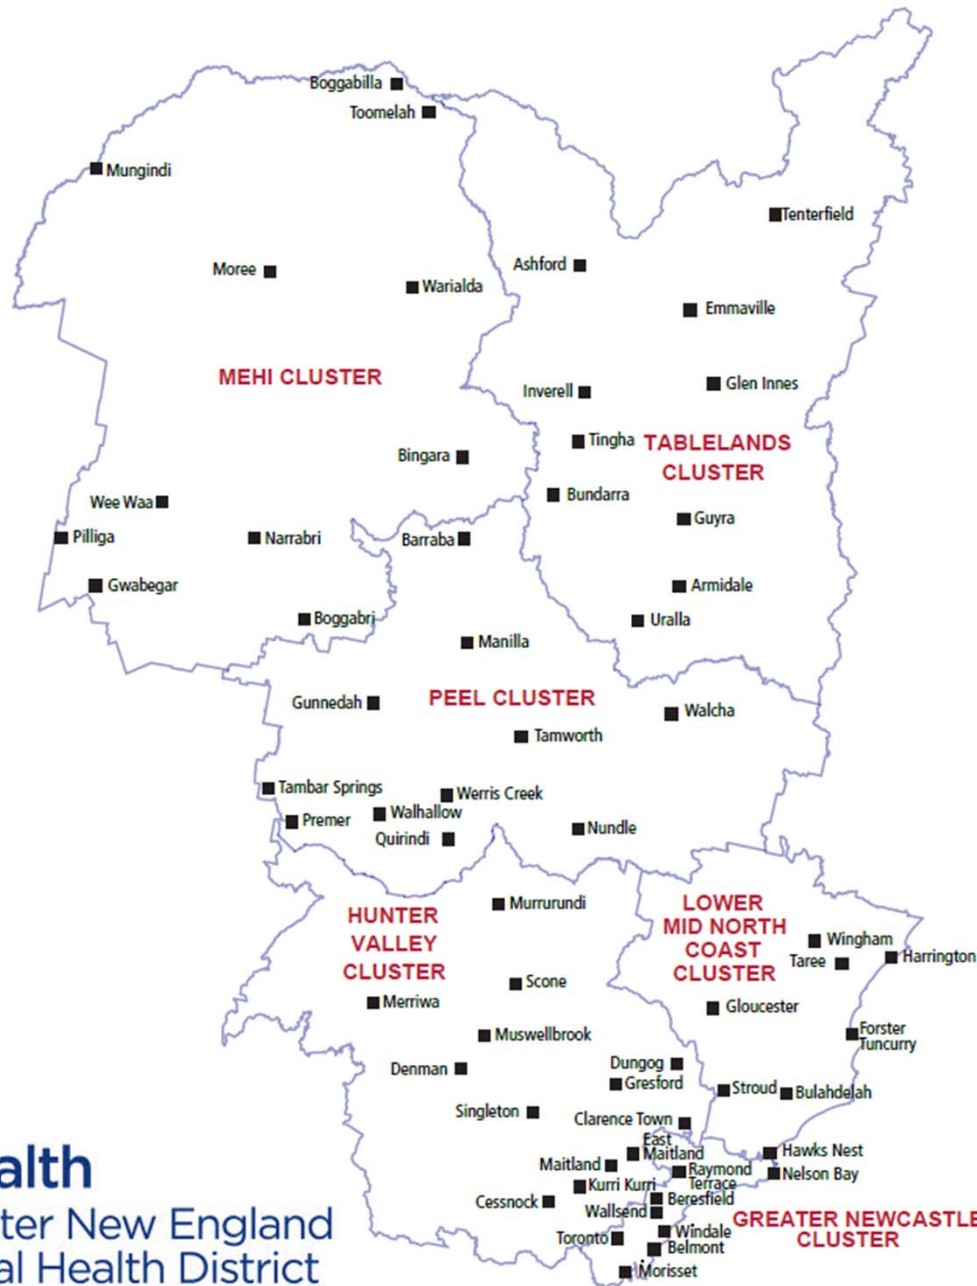 Boggabilla
Toomelah
Mungindi
Tenterfield
Ashford
Moree
Warialda
Emmaville
MEHI CLUSTER
Inverell
Glen Innes
Tingha
TABLELANDS
CLUSTER
Bingara
Bundarra
Wee Waa
Guyra
Pilliga
Narrabri
Barraba
Gwabegar
Armidale
Boggabri
Uralla
Manilla
PEEL CLUSTER
Gunnedah
Walcha
Tamworth
Tambar Springs
Werris Creek
Premer
Walhallow
Quirindi
Nundle
HUNTER
VALLEY
CLUSTER
Murrurundi
LOWER
MID NORTH
COAST
CLUSTER
Wingham
Taree
Harrington
Scone
Merriwa
Gloucester
Muswellbrook
Forster
Tuncurry
Denman
Dungog
Gresford
Stroud
Bulahdelah
Singleton
Clarence Town
East
Maitland
Hawks Nest
Maitland
Raymond
Terrace
Nelson Bay
Kurri Kurri
Cessnock
Beresfield
Wallsend
GREATER NEWCASTLE
CLUSTER
Toronto
Windale
Belmont
Morisset
alth
ter New England
al Health District